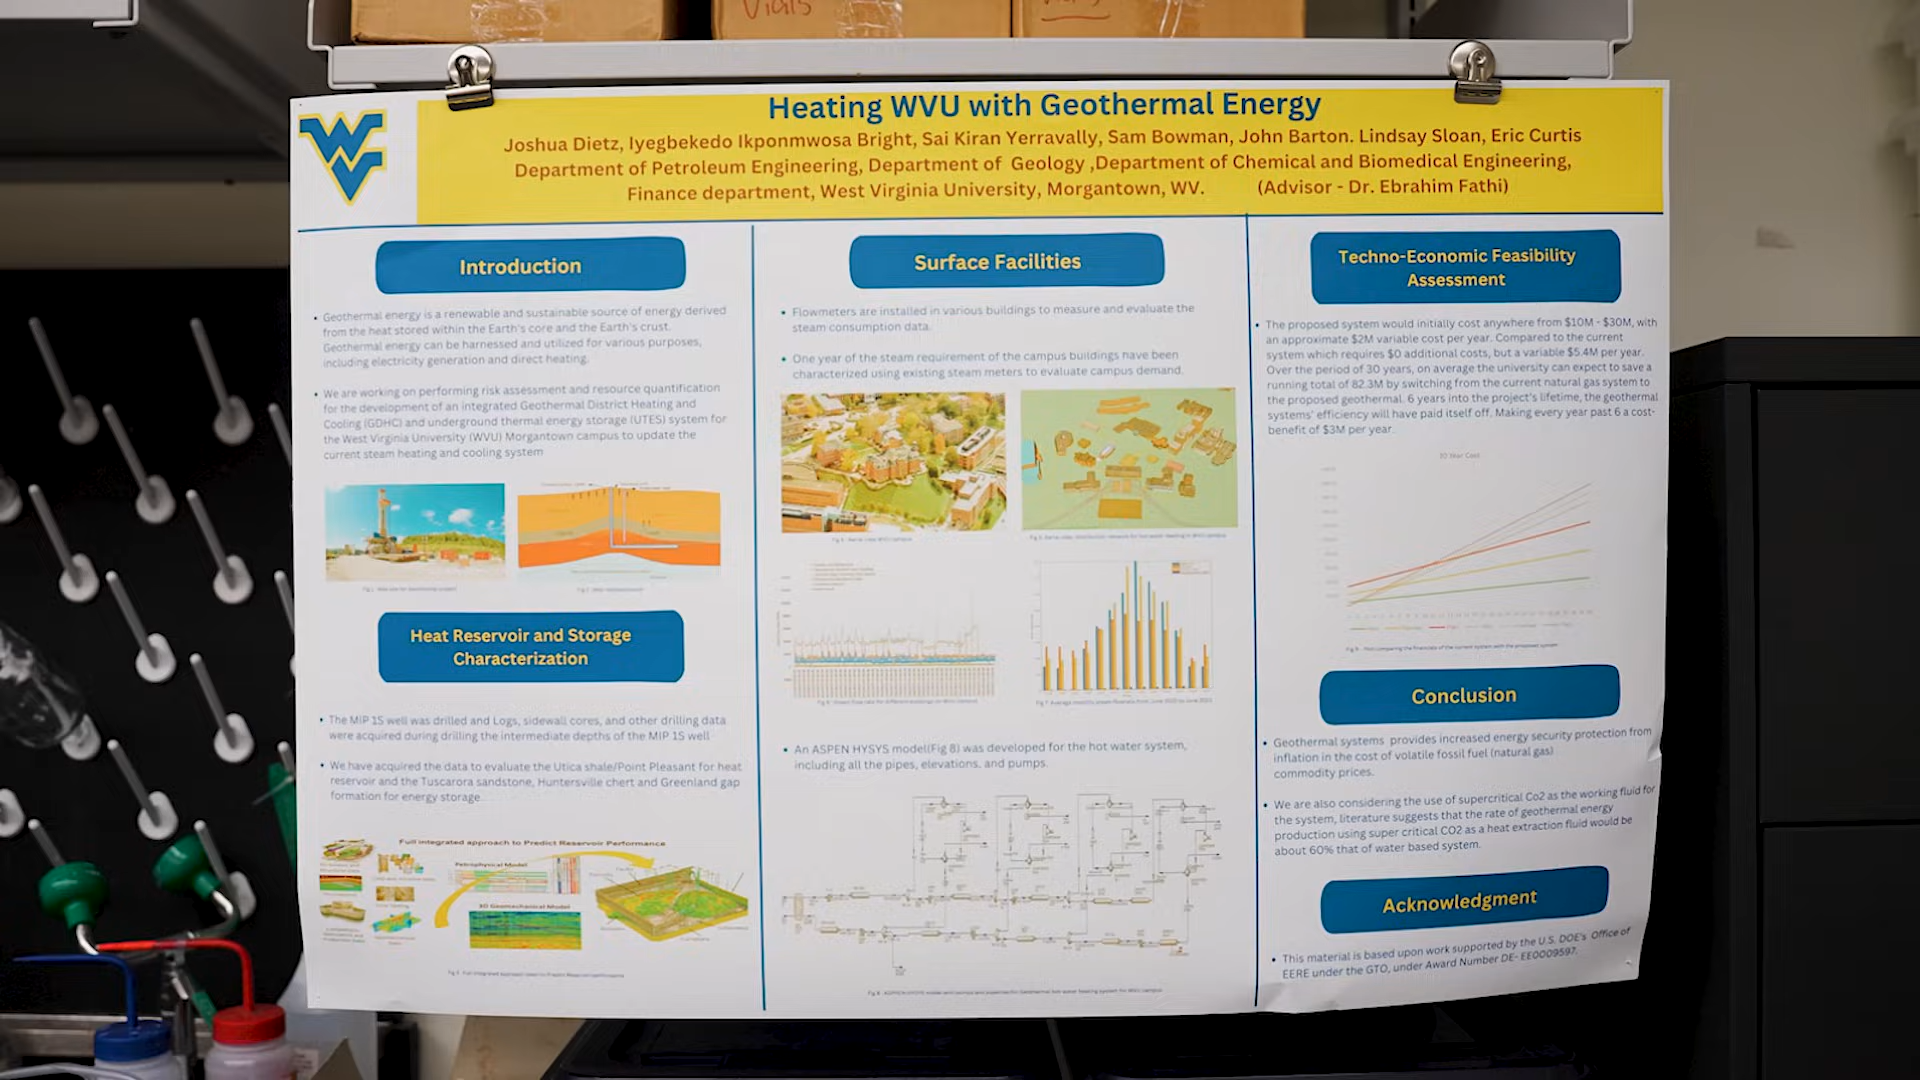 Vials
Heating WVU with Geothermal Energy
Joshua Dietz, Iyegbekedo Ikponmwosa Bright, Sai Kiran Yerravally, Sam Bowman, John Barton. Lindsay Sloan, Eric Curtis
Department of Petroleum Engineering, Department of Geology ,Department of Chemical and Biomedical Engineering,
Finance department, West Virginia University, Morgantown, WV. (Advisor - Dr. Ebrahim Fathi)
Introduction
• Geothermal energy is a renewable and sustainable source of energy derived
from the heat stored within the Earth's core and the Earth's crust.
Geothermal energy can be harnessed and utilized for various purposes,
including electricity generation and direct heating.
• We are working on performing risk assessment and resource quantification
for the development of an integrated Geothermal District Heating and
Cooling (GDHC) and underground thermal energy storage (UTES) system for
the West Virginia University (WVU) Morgantown campus to update the
current steam heating and cooling system
Heat Reservoir and Storage
Characterization
• The MIP 1S well was drilled and Logs, sidewall cores, and other drilling data
were acquired during drilling the intermediate depths of the MIP 1S well
• We have acquired the data to evaluate the Utica shale/Point Pleasant for heat
reservoir and the Tuscarora sandstone, Huntersville chert and Greenland gap
formation for energy storage
Full integrated approach to Predict Reservoir Performance
Petrophysical Model
3D Geomechanical Model
Surface Facilities
• Flowmeters are installed in various buildings to measure and evaluate the
steam consumption data.
• One year of the steam requirement of the campus buildings have been
characterized using existing steam meters to evaluate campus demand.
• An ASPEN HYSYS model(Fig 8) was developed for the hot water system,
including all the pipes, elevations, and pumps.
Techno-Economic Feasibility
Assessment
• The proposed system would initially cost anywhere from $10M - $30M, with
an approximate $2M variable cost per year. Compared to the current
system which requires $0 additional costs, but a variable $5.4M per year.
Over the period of 30 years, on average the university can expect to save a
running total of 82.3M by switching from the current natural gas system to
the proposed geothermal. 6 years into the project's lifetime, the geothermal
systems' efficiency will have paid itself off. Making every year past 6 a cost-
benefit of $3M per year.
30 Year Cost
Conclusion
• Geothermal systems provides increased energy security protection from
inflation in the cost of volatile fossil fuel (natural gas)
commodity prices.
• We are also considering the use of supercritical Co2 as the working fluid for
the system, literature suggests that the rate of geothermal energy
production using super critical CO2 as a heat extraction fluid would be
about 60% that of water based system.
Acknowledgment
• This material is based upon work supported by the U.S. DOE's Office of
EERE under the GTO, under Award Number DE- EE0009597.